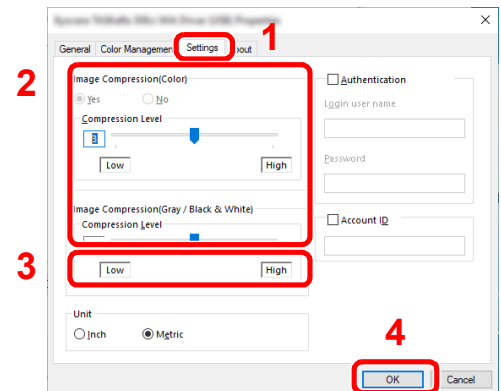 General Color Management Settings out
1
2
Image Compression(Color)
Yes No
Compression Level
3
Low High
Image Compression(Gray / Black & White)
Compression Level
3
Low High
Unit
Inch Metric
Authentication
Login user name
Password
Account ID
4
OK Cancel